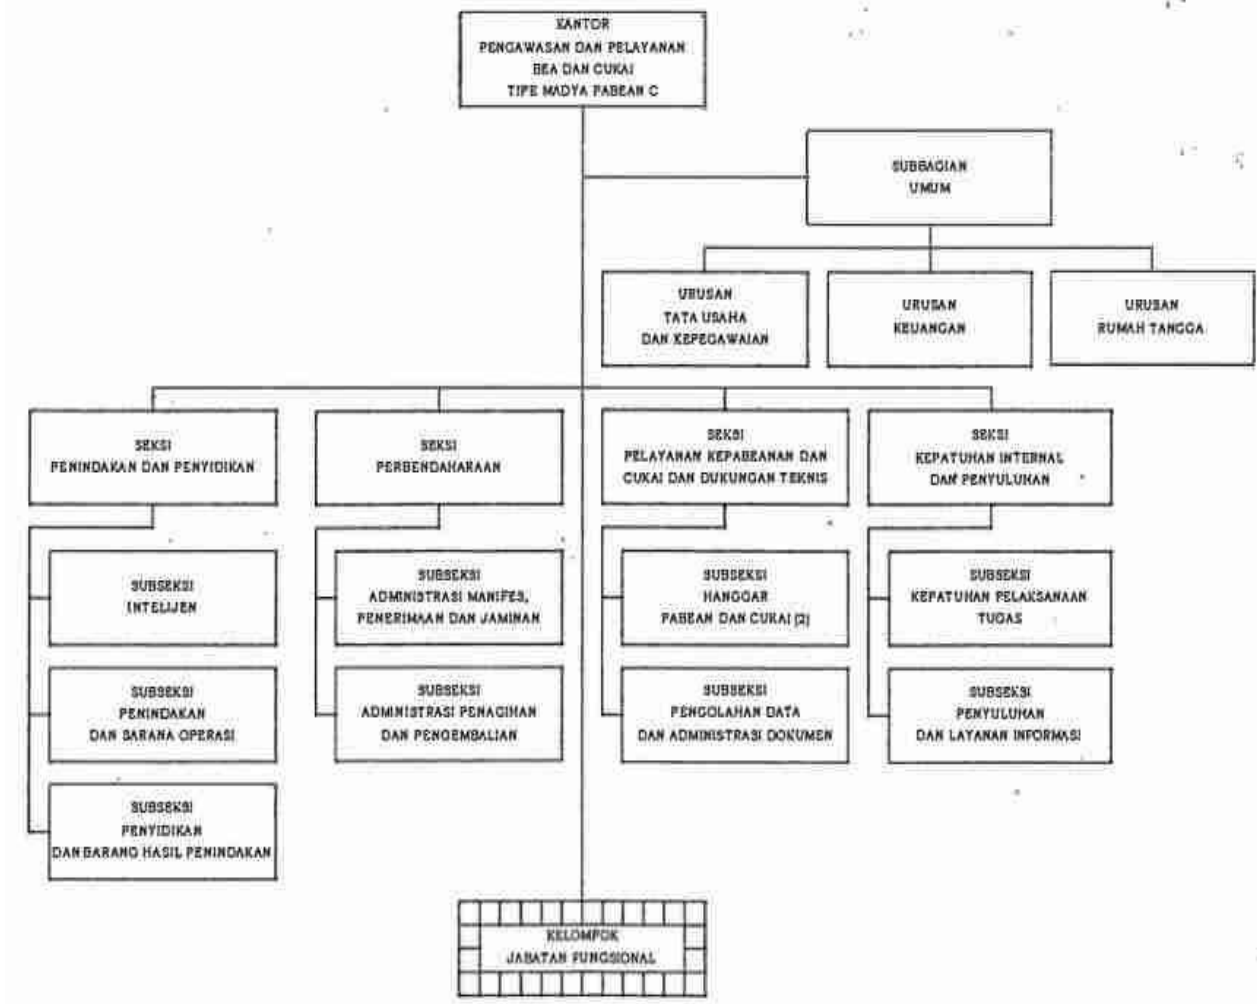 KANTOR
PENGAWASAN DAN PELAYANAN
BEA DAN CUKAI
TIPE MADYA PABEAN C
SUBBAGIAN
UMUM
URUSAN
TATA USAHA
DAN KEPEGAWAIAN
URUSAN
KEUANGAN
URUSAN
RUMAH TANGGA
SEKSI
PENINDAKAN DAN PENYIDIKAN
SEKSI
PERBENDAHARAAN
SEKSI
PELAYANAN KEPABEANAN DAN
CUKAI DAN DUKUNGAN TEKNIS
SEKSI
KEPATUHAN INTERNAL
DAN PENYULUHAN
SUBSEKSI
INTELIJEN
SUBSEKSI
ADMINISTRASI MANIFES,
PENERIMAAN DAN JAMINAN
SUBSEKSI
HANGGAR
PABEAN DAN CUKAI (2)
SUBSEKSI
KEPATUHAN PELAKSANAAN
TUGAS
SUBSEKSI
PENINDAKAN
DAN SARANA OPERASI
SUBSEKSI
ADMINISTRASI PENAGIHAN
DAN PENGEMBALIAN
SUBSEKSI
PENGOLAHAN DATA
DAN ADMINISTRASI DOKUMEN
SUBSEKSI
PENYULUHAN
DAN LAYANAN INFORMASI
SUBSEKSI
PENYIDIKAN
DAN BARANG HASIL PENINDAKAN
KELOMPOK
JABATAN FUNGSIONAL